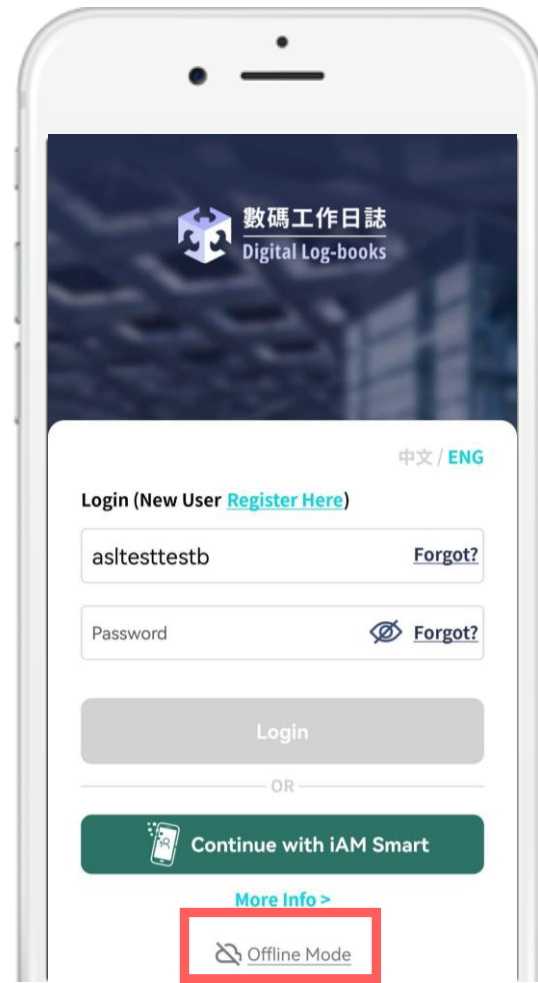 數碼工作日誌
Digital Log-books
中文 / ENG
Login (New User Register Here)
asltesttestb
Forgot?
Password
Forgot?
Login
OR
Continue with iAM Smart
More Info >
Offline Mode